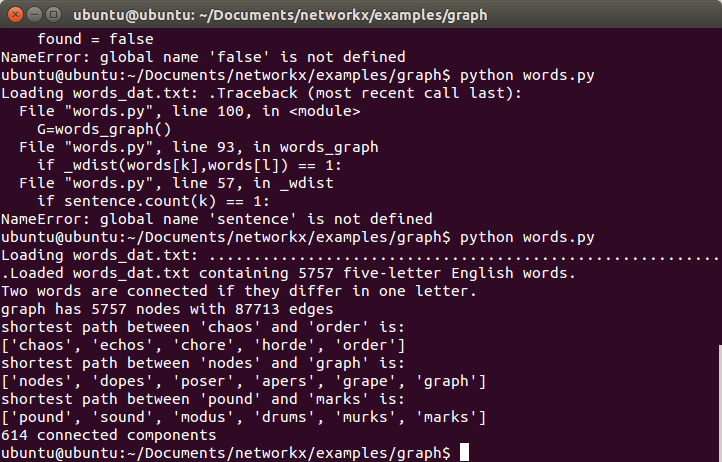 ubuntu@ubuntu: ~/Documents/networkx/examples/graph
    found = false
NameError: global name 'false' is not defined
ubuntu@ubuntu:~/Documents/networkx/examples/graph$ python words.py
Loading words_dat.txt: .Traceback (most recent call last):
  File "words.py", line 100, in <module>
    G=words_graph()
  File "words.py", line 93, in words_graph
    if _wdist(words[k],words[l]) == 1:
  File "words.py", line 57, in _wdist
    if sentence.count(k) == 1:
NameError: global name 'sentence' is not defined
ubuntu@ubuntu:~/Documents/networkx/examples/graph$ python words.py
Loading words_dat.txt: .........................................................
.Loaded words_dat.txt containing 5757 five-letter English words.
Two words are connected if they differ in one letter.
graph has 5757 nodes with 87713 edges
shortest path between 'chaos' and 'order' is:
['chaos', 'echos', 'chore', 'horde', 'order']
shortest path between 'nodes' and 'graph' is:
['nodes', 'dopes', 'poser', 'apers', 'grape', 'graph']
shortest path between 'pound' and 'marks' is:
['pound', 'sound', 'modus', 'drums', 'murks', 'marks']
614 connected components
ubuntu@ubuntu:~/Documents/networkx/examples/graph$